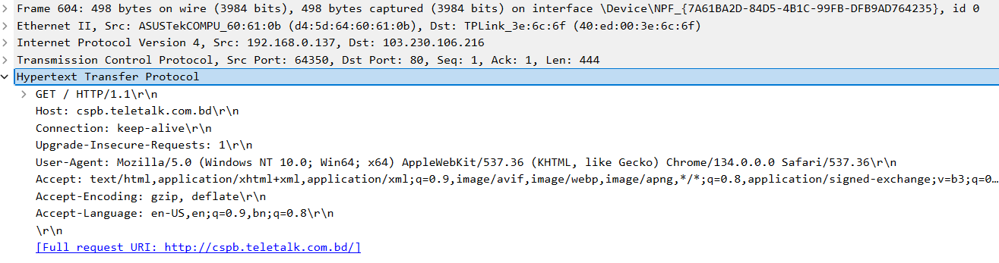 Frame 604: 498 bytes on wire (3984 bits), 498 bytes captured (3984 bits) on interface \Device\NPF_{7A61BA2D-84D5-4B1C-99FB-DFB9AD764235}, id 0
Ethernet II, Src: ASUSTekCOMPU_60:61:0b (d4:5d:64:60:61:0b), Dst: TPLink_3e:6c:6f (40:ed:00:3e:6c:6f)
Internet Protocol Version 4, Src: 192.168.0.137, Dst: 103.230.106.216
Transmission Control Protocol, Src Port: 64350, Dst Port: 80, Seq: 1, Ack: 1, Len: 444
Hypertext Transfer Protocol
GET / HTTP/1.1\r\n
Host: cspb.teletalk.com.bd\r\n
Connection: keep-alive\r\n
Upgrade-Insecure-Requests: 1\r\n
User-Agent: Mozilla/5.0 (Windows NT 10.0; Win64; x64) AppleWebKit/537.36 (KHTML, like Gecko) Chrome/134.0.0.0 Safari/537.36\r\n
Accept: text/html,application/xhtml+xml,application/xml;q=0.9,image/avif,image/webp,image/apng,*/*;q=0.8,application/signed-exchange;v=b3;q=0…
Accept-Encoding: gzip, deflate\r\n
Accept-Language: en-US,en;q=0.9,bn;q=0.8\r\n
\r\n
[Full request URI: http://cspb.teletalk.com.bd/]